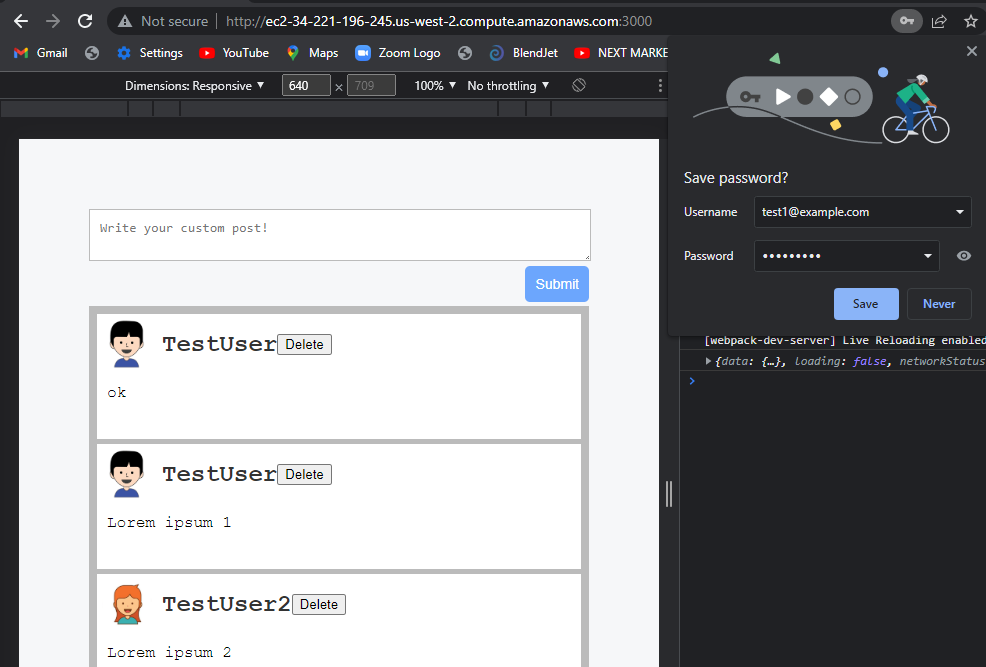 Not secure | http://ec2-34-221-196-245.us-west-2.compute.amazonaws.com:3000
Gmail Settings YouTube Maps Zoom Logo BlendJet NEXT MARKE
Dimensions: Responsive ▼ 640 × 709 100% ▼ No throttling ▼
Save password?
Username test1@example.com
Password •••••••••
Save Never
[webpack-dev-server] Live Reloading enabled
▶ {data: {…}, loading: false, networkStatus
>
Write your custom post!
Submit
TestUser Delete
ok
TestUser Delete
Lorem ipsum 1
TestUser2 Delete
Lorem ipsum 2